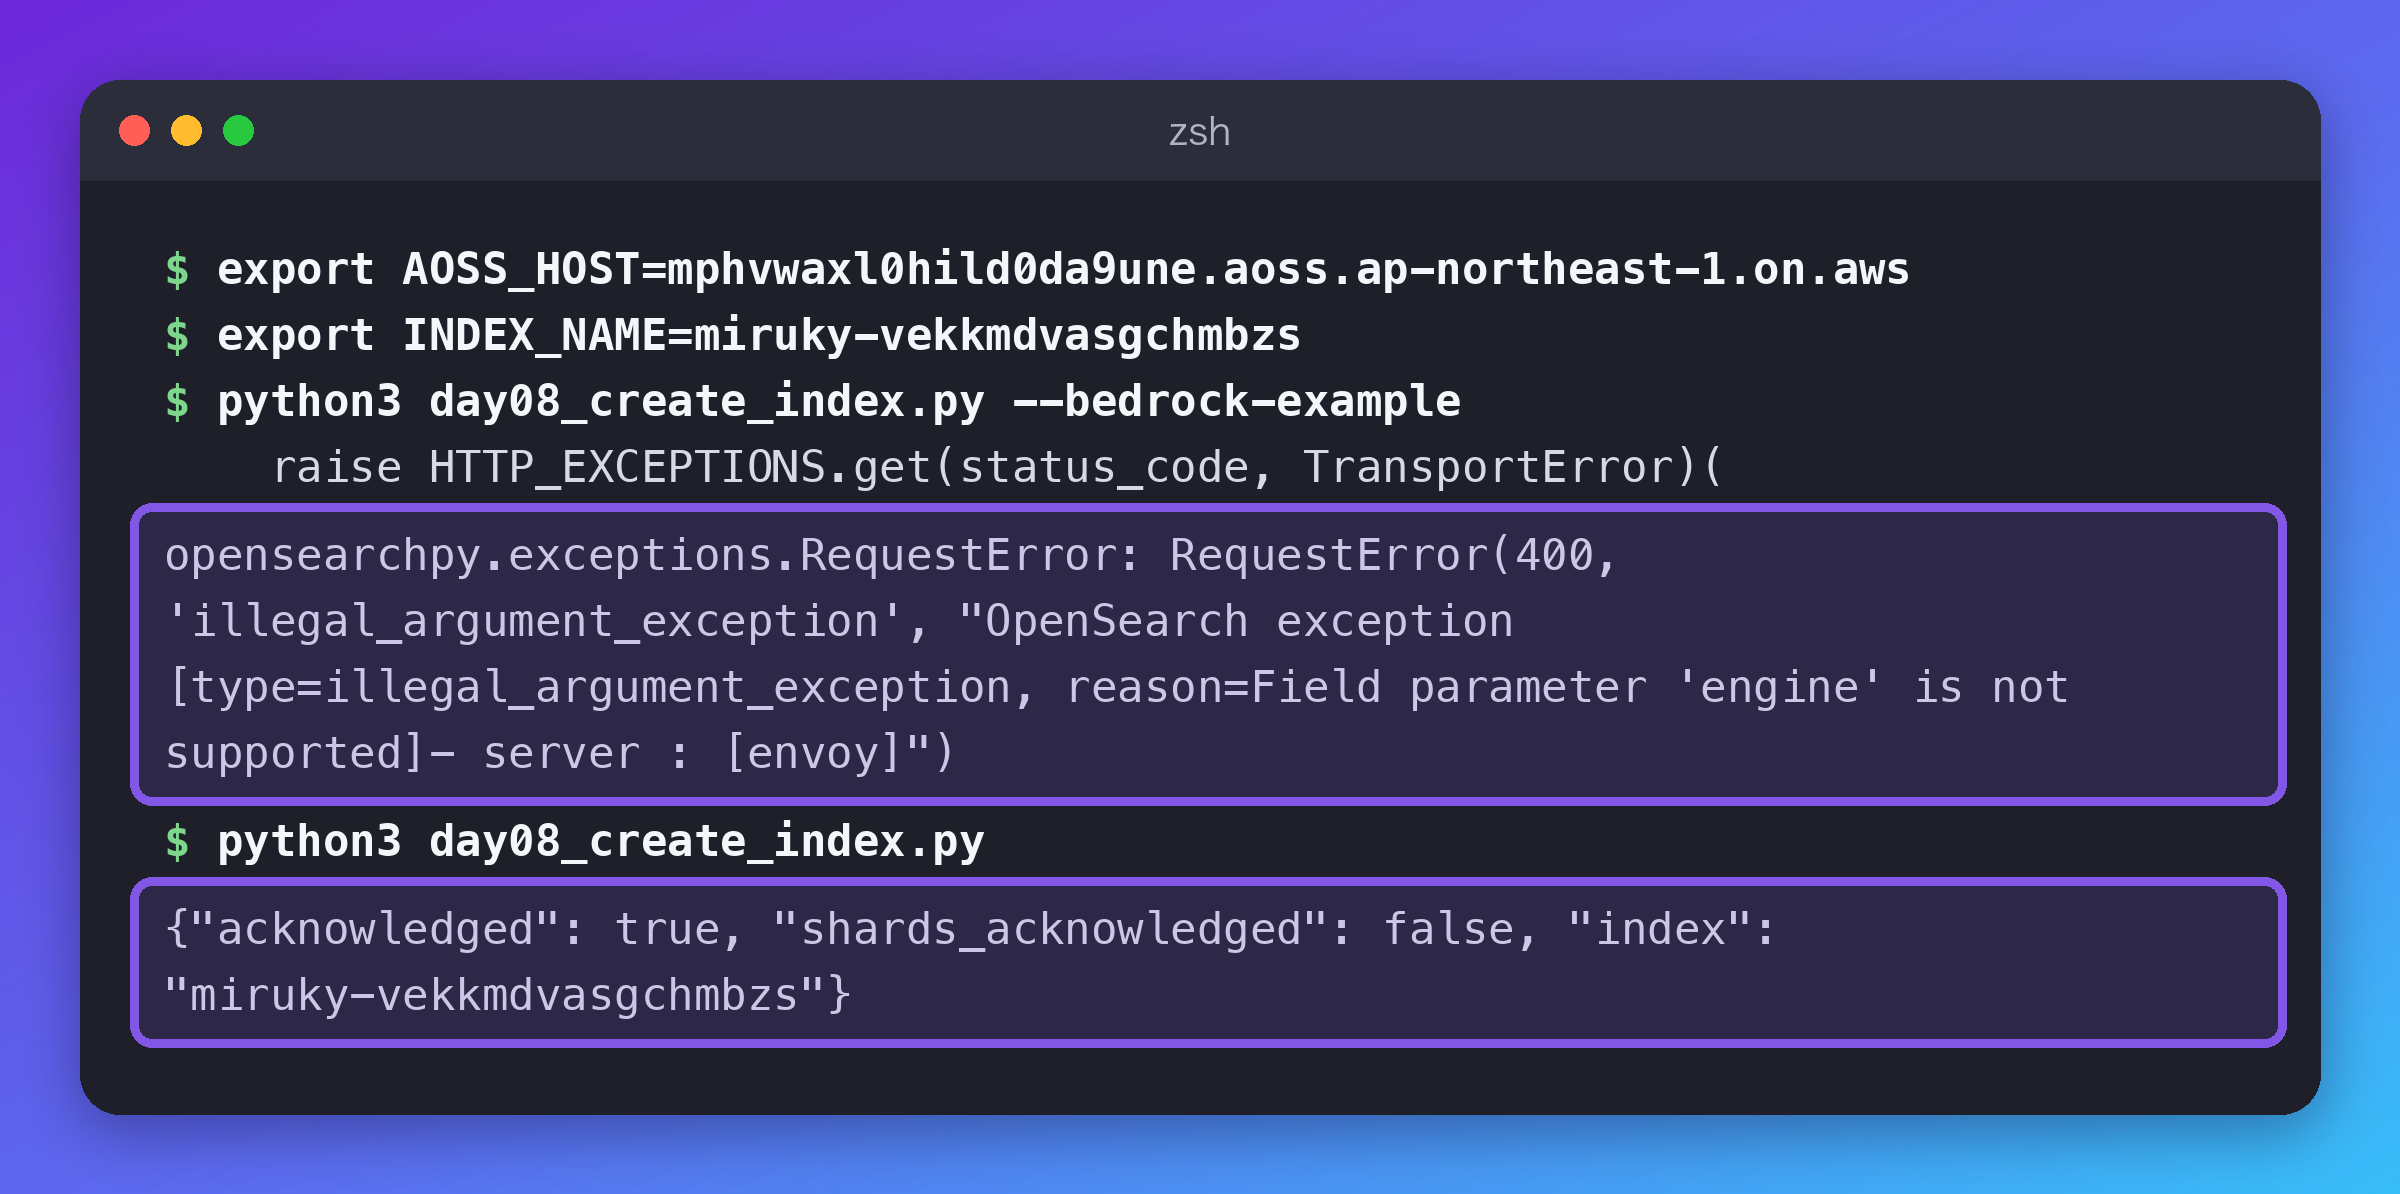 zsh
$ export AOSS_HOST=mphvwaxl0hild0da9une.aoss.ap-northeast-1.on.aws
$ export INDEX_NAME=miruky-vekkmdvasgchmbzs
$ python3 day08_create_index.py --bedrock-example
    raise HTTP_EXCEPTIONS.get(status_code, TransportError)(
opensearchpy.exceptions.RequestError: RequestError(400,
'illegal_argument_exception', "OpenSearch exception
[type=illegal_argument_exception, reason=Field parameter 'engine' is not
supported]- server : [envoy]")
$ python3 day08_create_index.py
{"acknowledged": true, "shards_acknowledged": false, "index":
"miruky-vekkmdvasgchmbzs"}